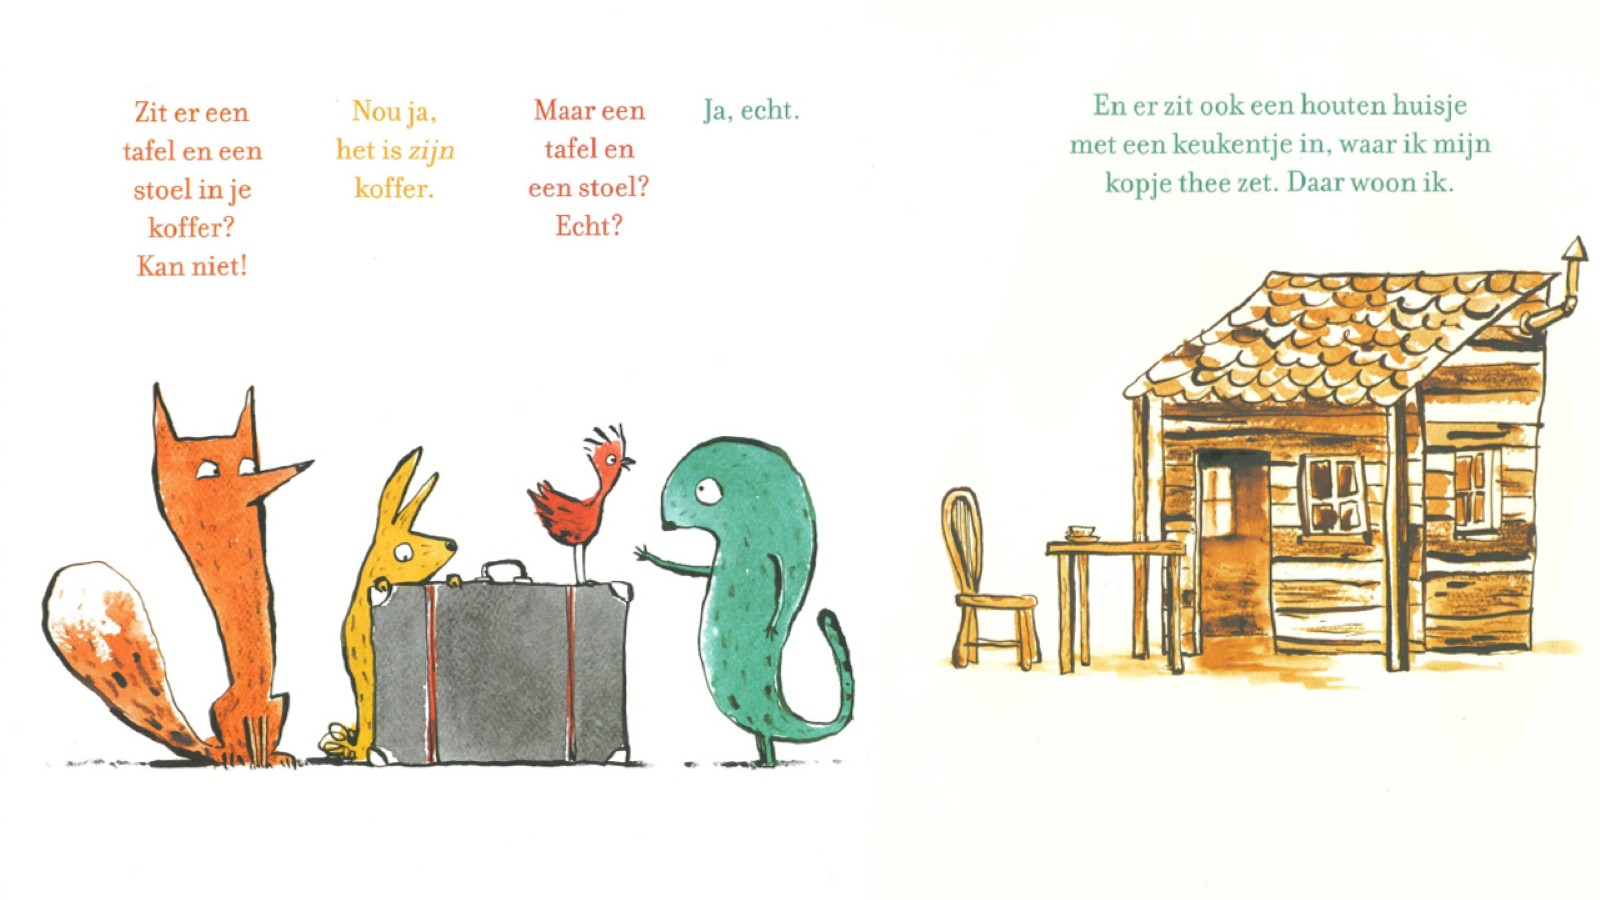 Zit er een
tafel en een
stoel in je
koffer?
Kan niet!
Nou ja,
het is zijn
koffer.
Maar een
tafel en
een stoel?
Echt?
Ja, echt.
En er zit ook een houten huisje
met een keukentje in, waar ik mijn
kopje thee zet. Daar woon ik.